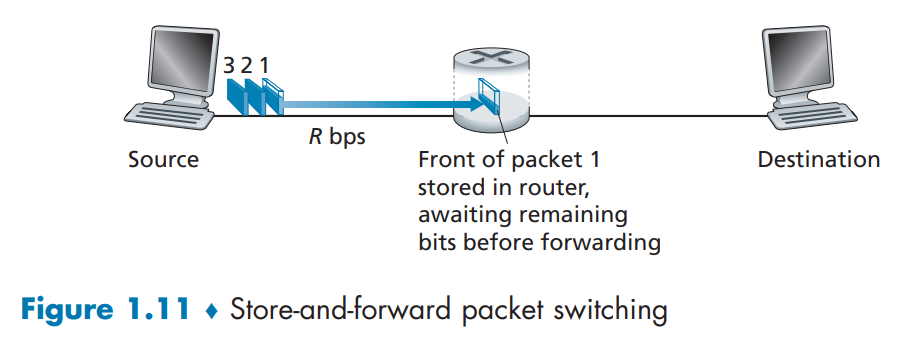 3 2 1
R bps
Source
Front of packet 1
stored in router,
awaiting remaining
bits before forwarding
Destination
Figure 1.11 ♦ Store-and-forward packet switching